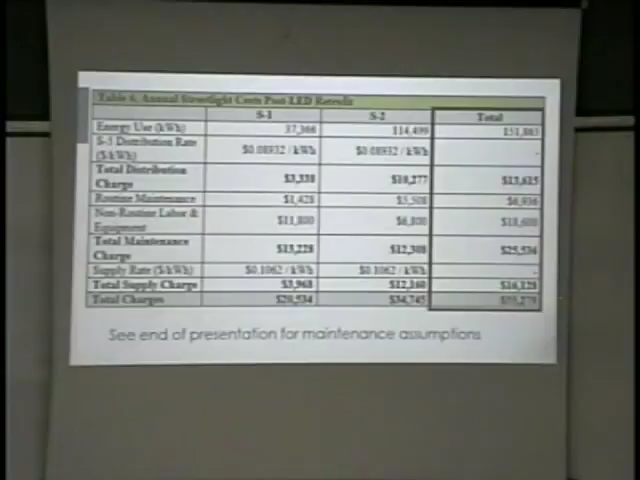 Table 6. Annual Streetlight Costs Post LED Retrofit
S-1 S-2 Total
Energy Use (kWh) 37,366 114,499 151,865
S-5 Distribution Rate
($/kWh) $0.08932 / kWh $0.08932 / kWh -
Total Distribution
Charge $3,338 $10,277 $13,615
Routine Maintenance $1,428 $5,508 $6,936
Non-Routine Labor &
Equipment $11,800 $6,800 $18,600
Total Maintenance
Charge $13,228 $12,308 $25,536
Supply Rate ($/kWh) $0.1062 / kWh $0.1062 / kWh -
Total Supply Charge $3,968 $12,160 $16,128
Total Charges $20,534 $34,745 $55,279
See end of presentation for maintenance assumptions